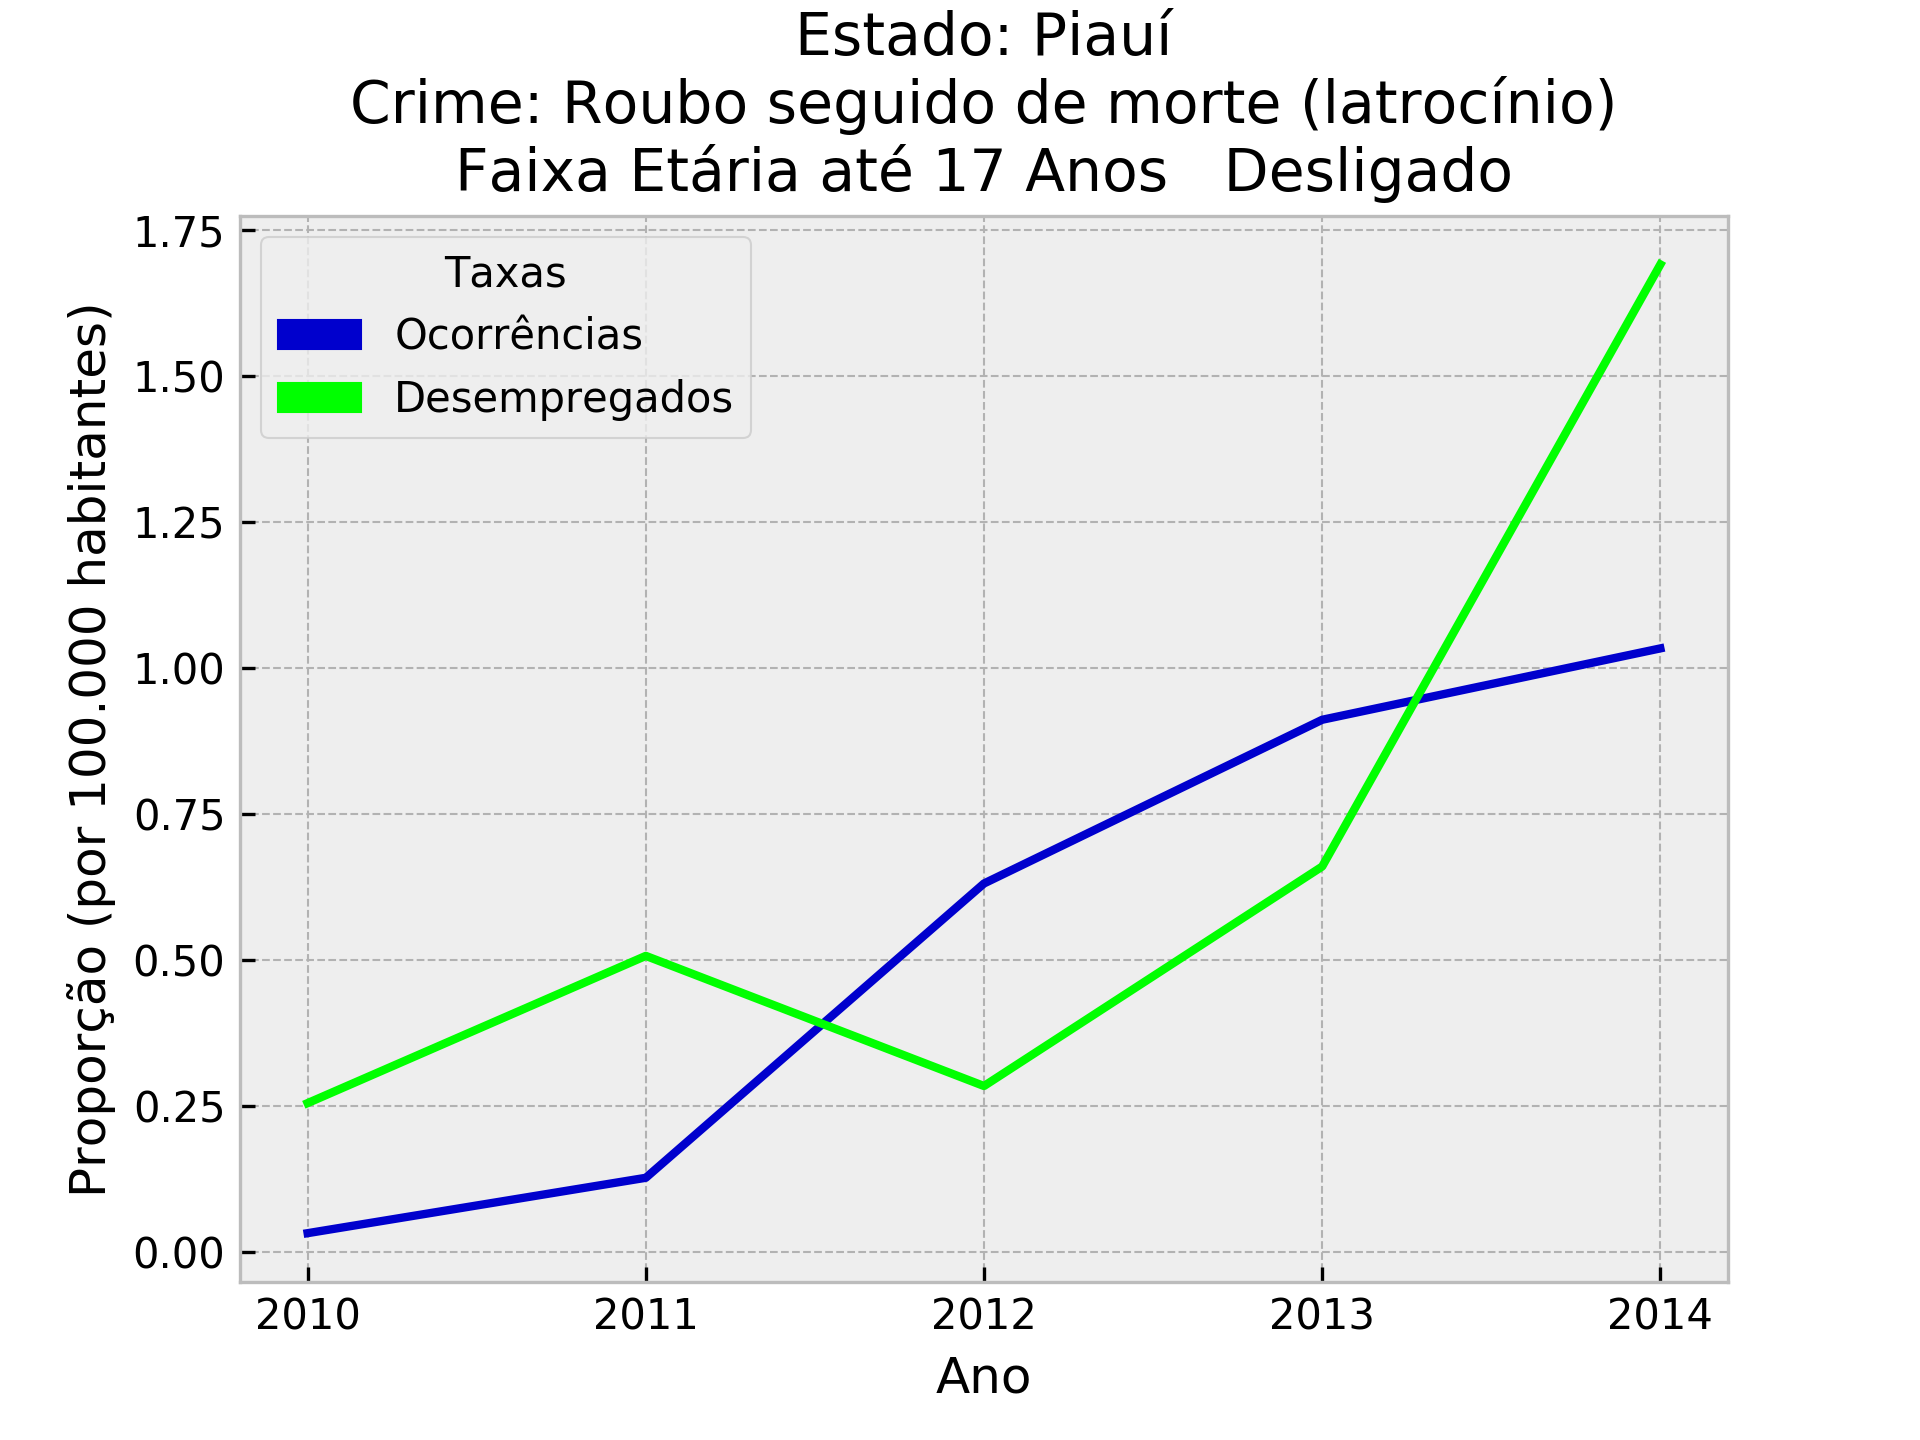 Estado: Piauí
Crime: Roubo seguido de morte (latrocínio)
Faixa Etária até 17 Anos   Desligado
Proporção (por 100.000 habitantes)
1.75
1.50
1.25
1.00
0.75
0.50
0.25
0.00
Taxas
Ocorrências
Desempregados
2010 2011 2012 2013 2014
Ano